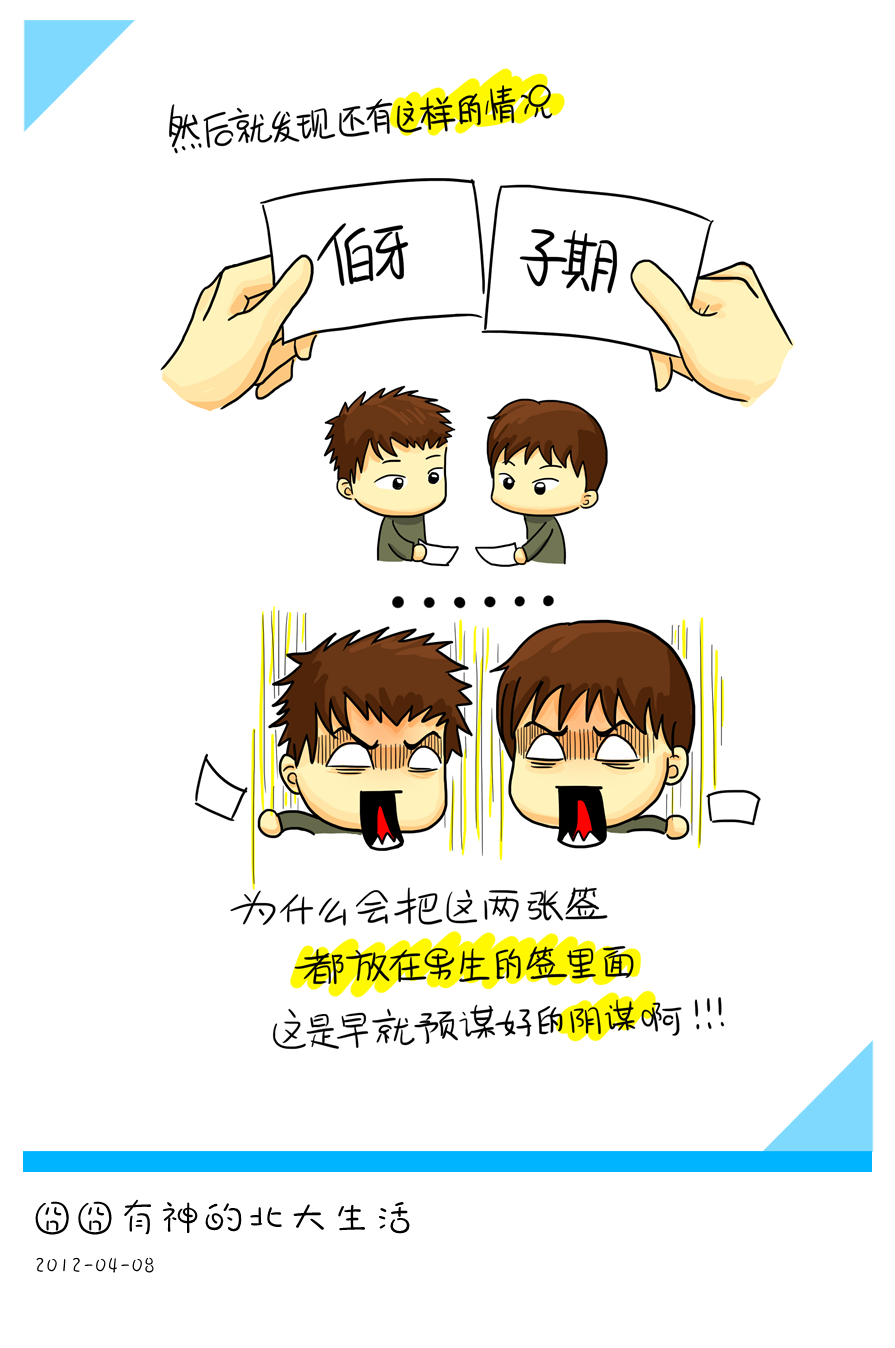 然后就发现还有这样的情况
伯牙
子期
······
为什么会把这两张签
都放在男生的签里面
这是早就预谋好的阴谋啊!!!
囧囧有神的北大生活
2012-04-08